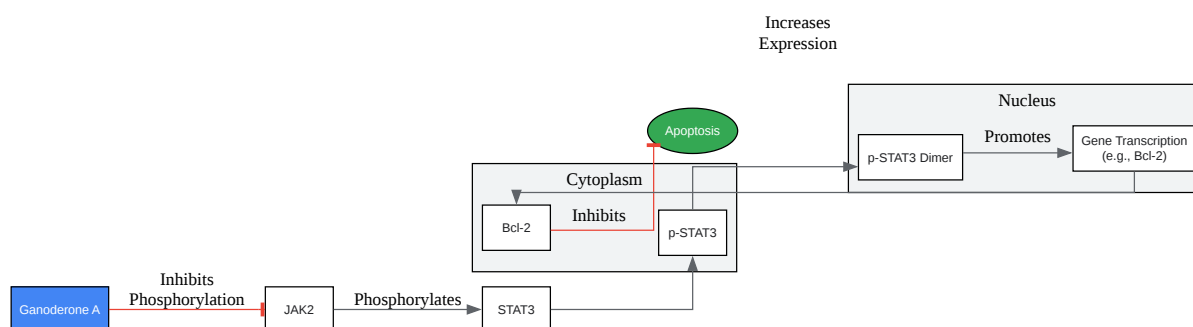 Increases
Expression
Nucleus
Apoptosis
Promotes
Gene Transcription
(e.g., Bcl-2)
p-STAT3 Dimer
Cytoplasm
Bcl-2
Inhibits
p-STAT3
Inhibits
Phosphorylation
Ganoderone A
JAK2
Phosphorylates
STAT3